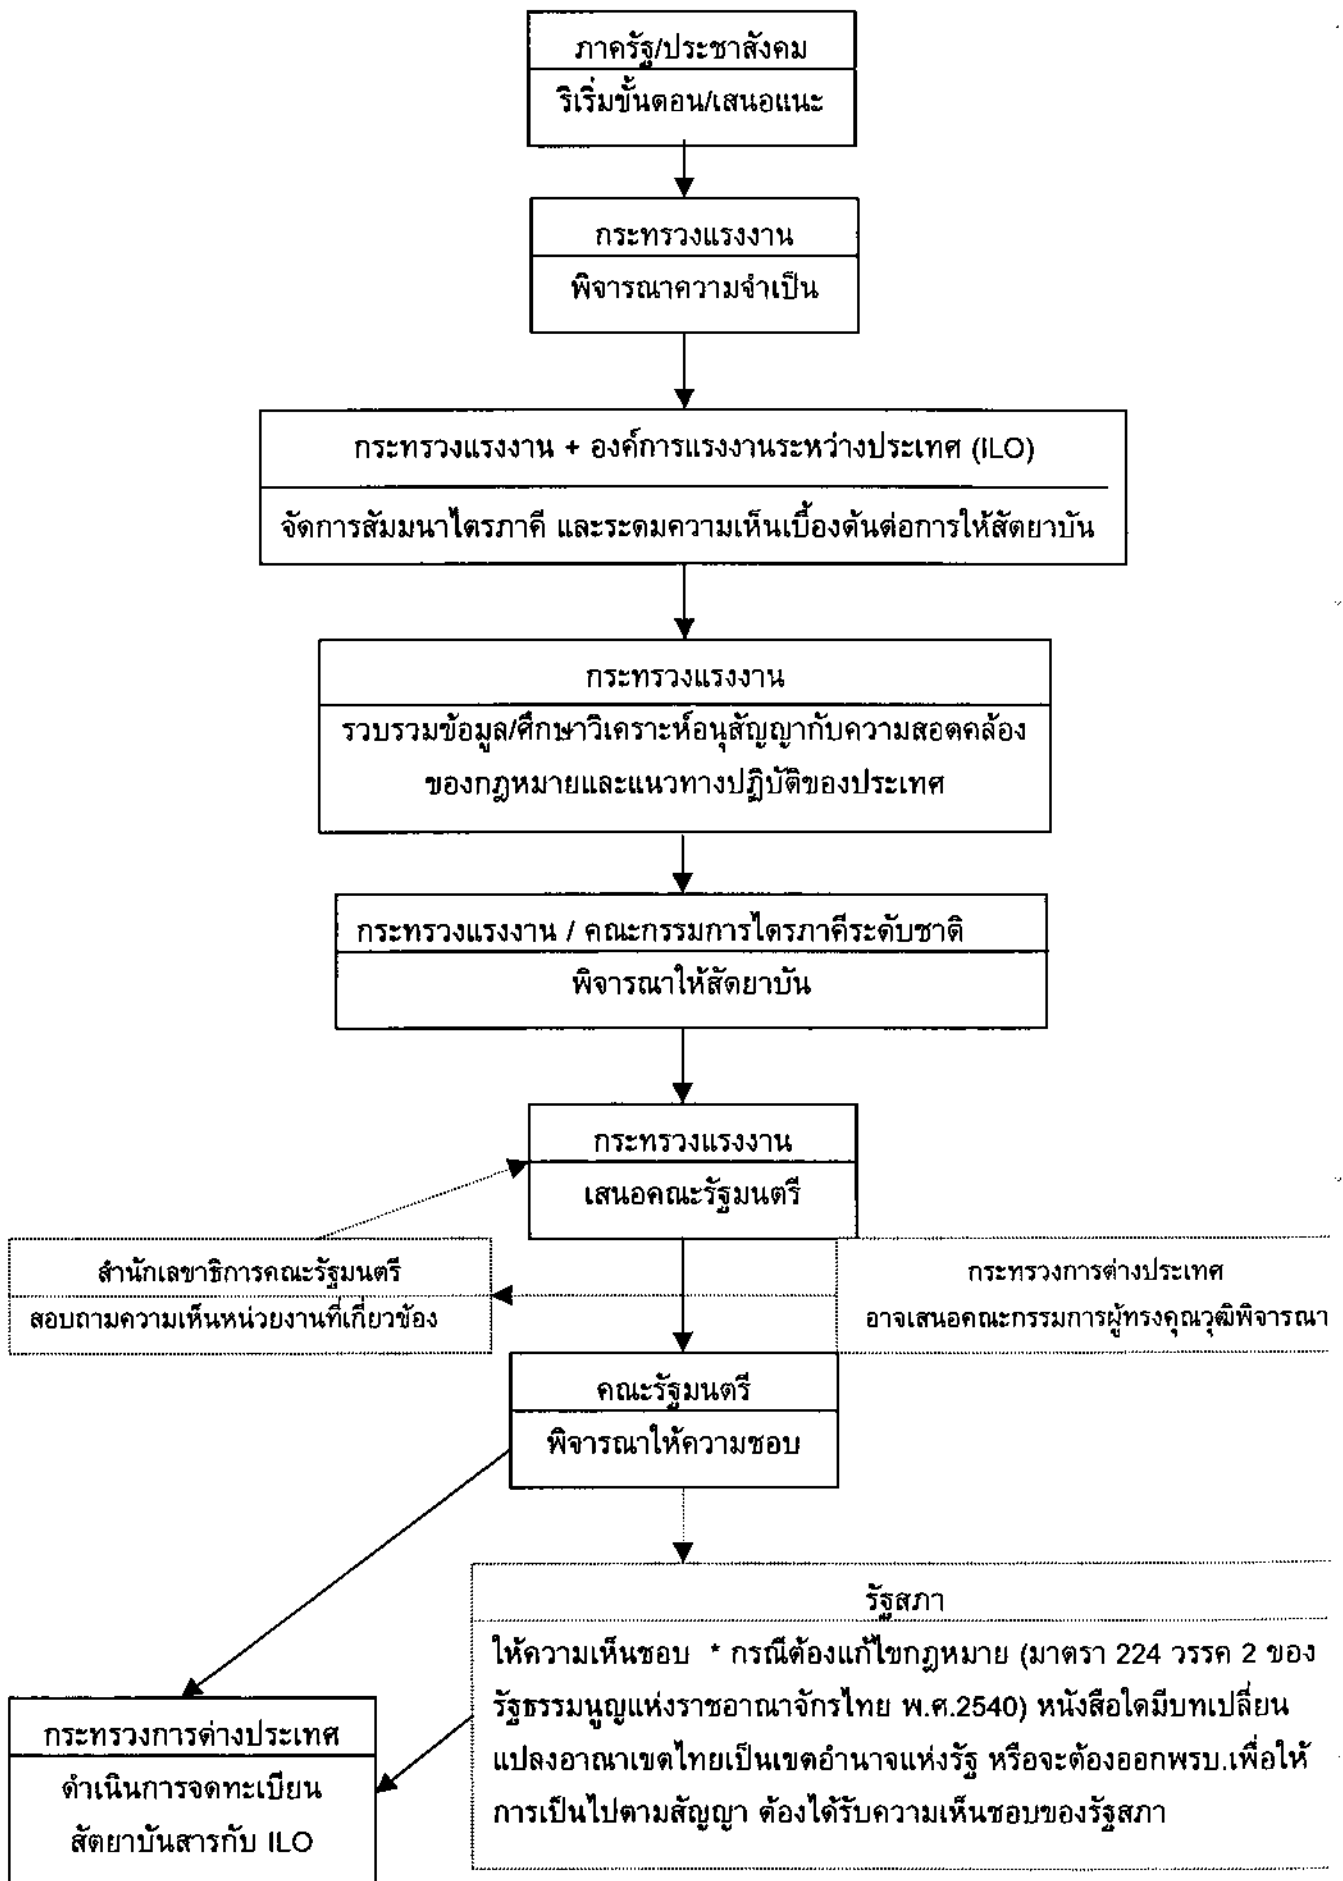 ภาครัฐ/ประชาสังคม
ริเริ่มขั้นตอน/เสนอแนะ
กระทรวงแรงงาน
พิจารณาความจำเป็น
กระทรวงแรงงาน + องค์การแรงงานระหว่างประเทศ (ILO)
จัดการสัมมนาไตรภาคี และระดมความเห็นเบื้องต้นต่อการให้สัตยาบัน
กระทรวงแรงงาน
รวบรวมข้อมูล/ศึกษาวิเคราะห์อนุสัญญากับความสอดคล้อง
ของกฎหมายและแนวทางปฏิบัติของประเทศ
กระทรวงแรงงาน / คณะกรรมการไตรภาคีระดับชาติ
พิจารณาให้สัตยาบัน
กระทรวงแรงงาน
เสนอคณะรัฐมนตรี
สำนักเลขาธิการคณะรัฐมนตรี
สอบถามความเห็นหน่วยงานที่เกี่ยวข้อง
กระทรวงการต่างประเทศ
อาจเสนอคณะกรรมการผู้ทรงคุณวุฒิพิจารณา
คณะรัฐมนตรี
พิจารณาให้ความชอบ
รัฐสภา
ให้ความเห็นชอบ * กรณีต้องแก้ไขกฎหมาย (มาตรา 224 วรรค 2 ของ
รัฐธรรมนูญแห่งราชอาณาจักรไทย พ.ศ.2540) หนังสือใดมีบทเปลี่ยน
แปลงอาณาเขตไทยเป็นเขตอำนาจแห่งรัฐ หรือจะต้องออกพรบ.เพื่อให้
การเป็นไปตามสัญญา ต้องได้รับความเห็นชอบของรัฐสภา
กระทรวงการต่างประเทศ
ดำเนินการจดทะเบียน
สัตยาบันสารกับ ILO